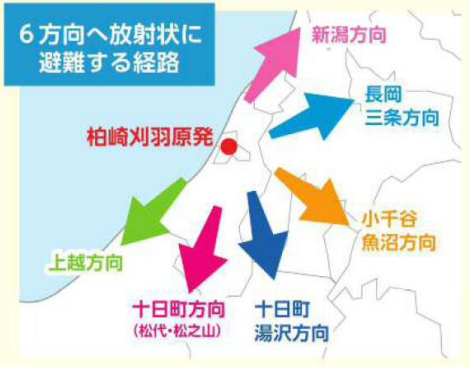 6方向へ放射状に
避難する経路
新潟方向
長岡
三条方向
柏崎刈羽原発
小千谷
魚沼方向
上越方向
十日町方向
(松代・松之山)
十日町
湯沢方向